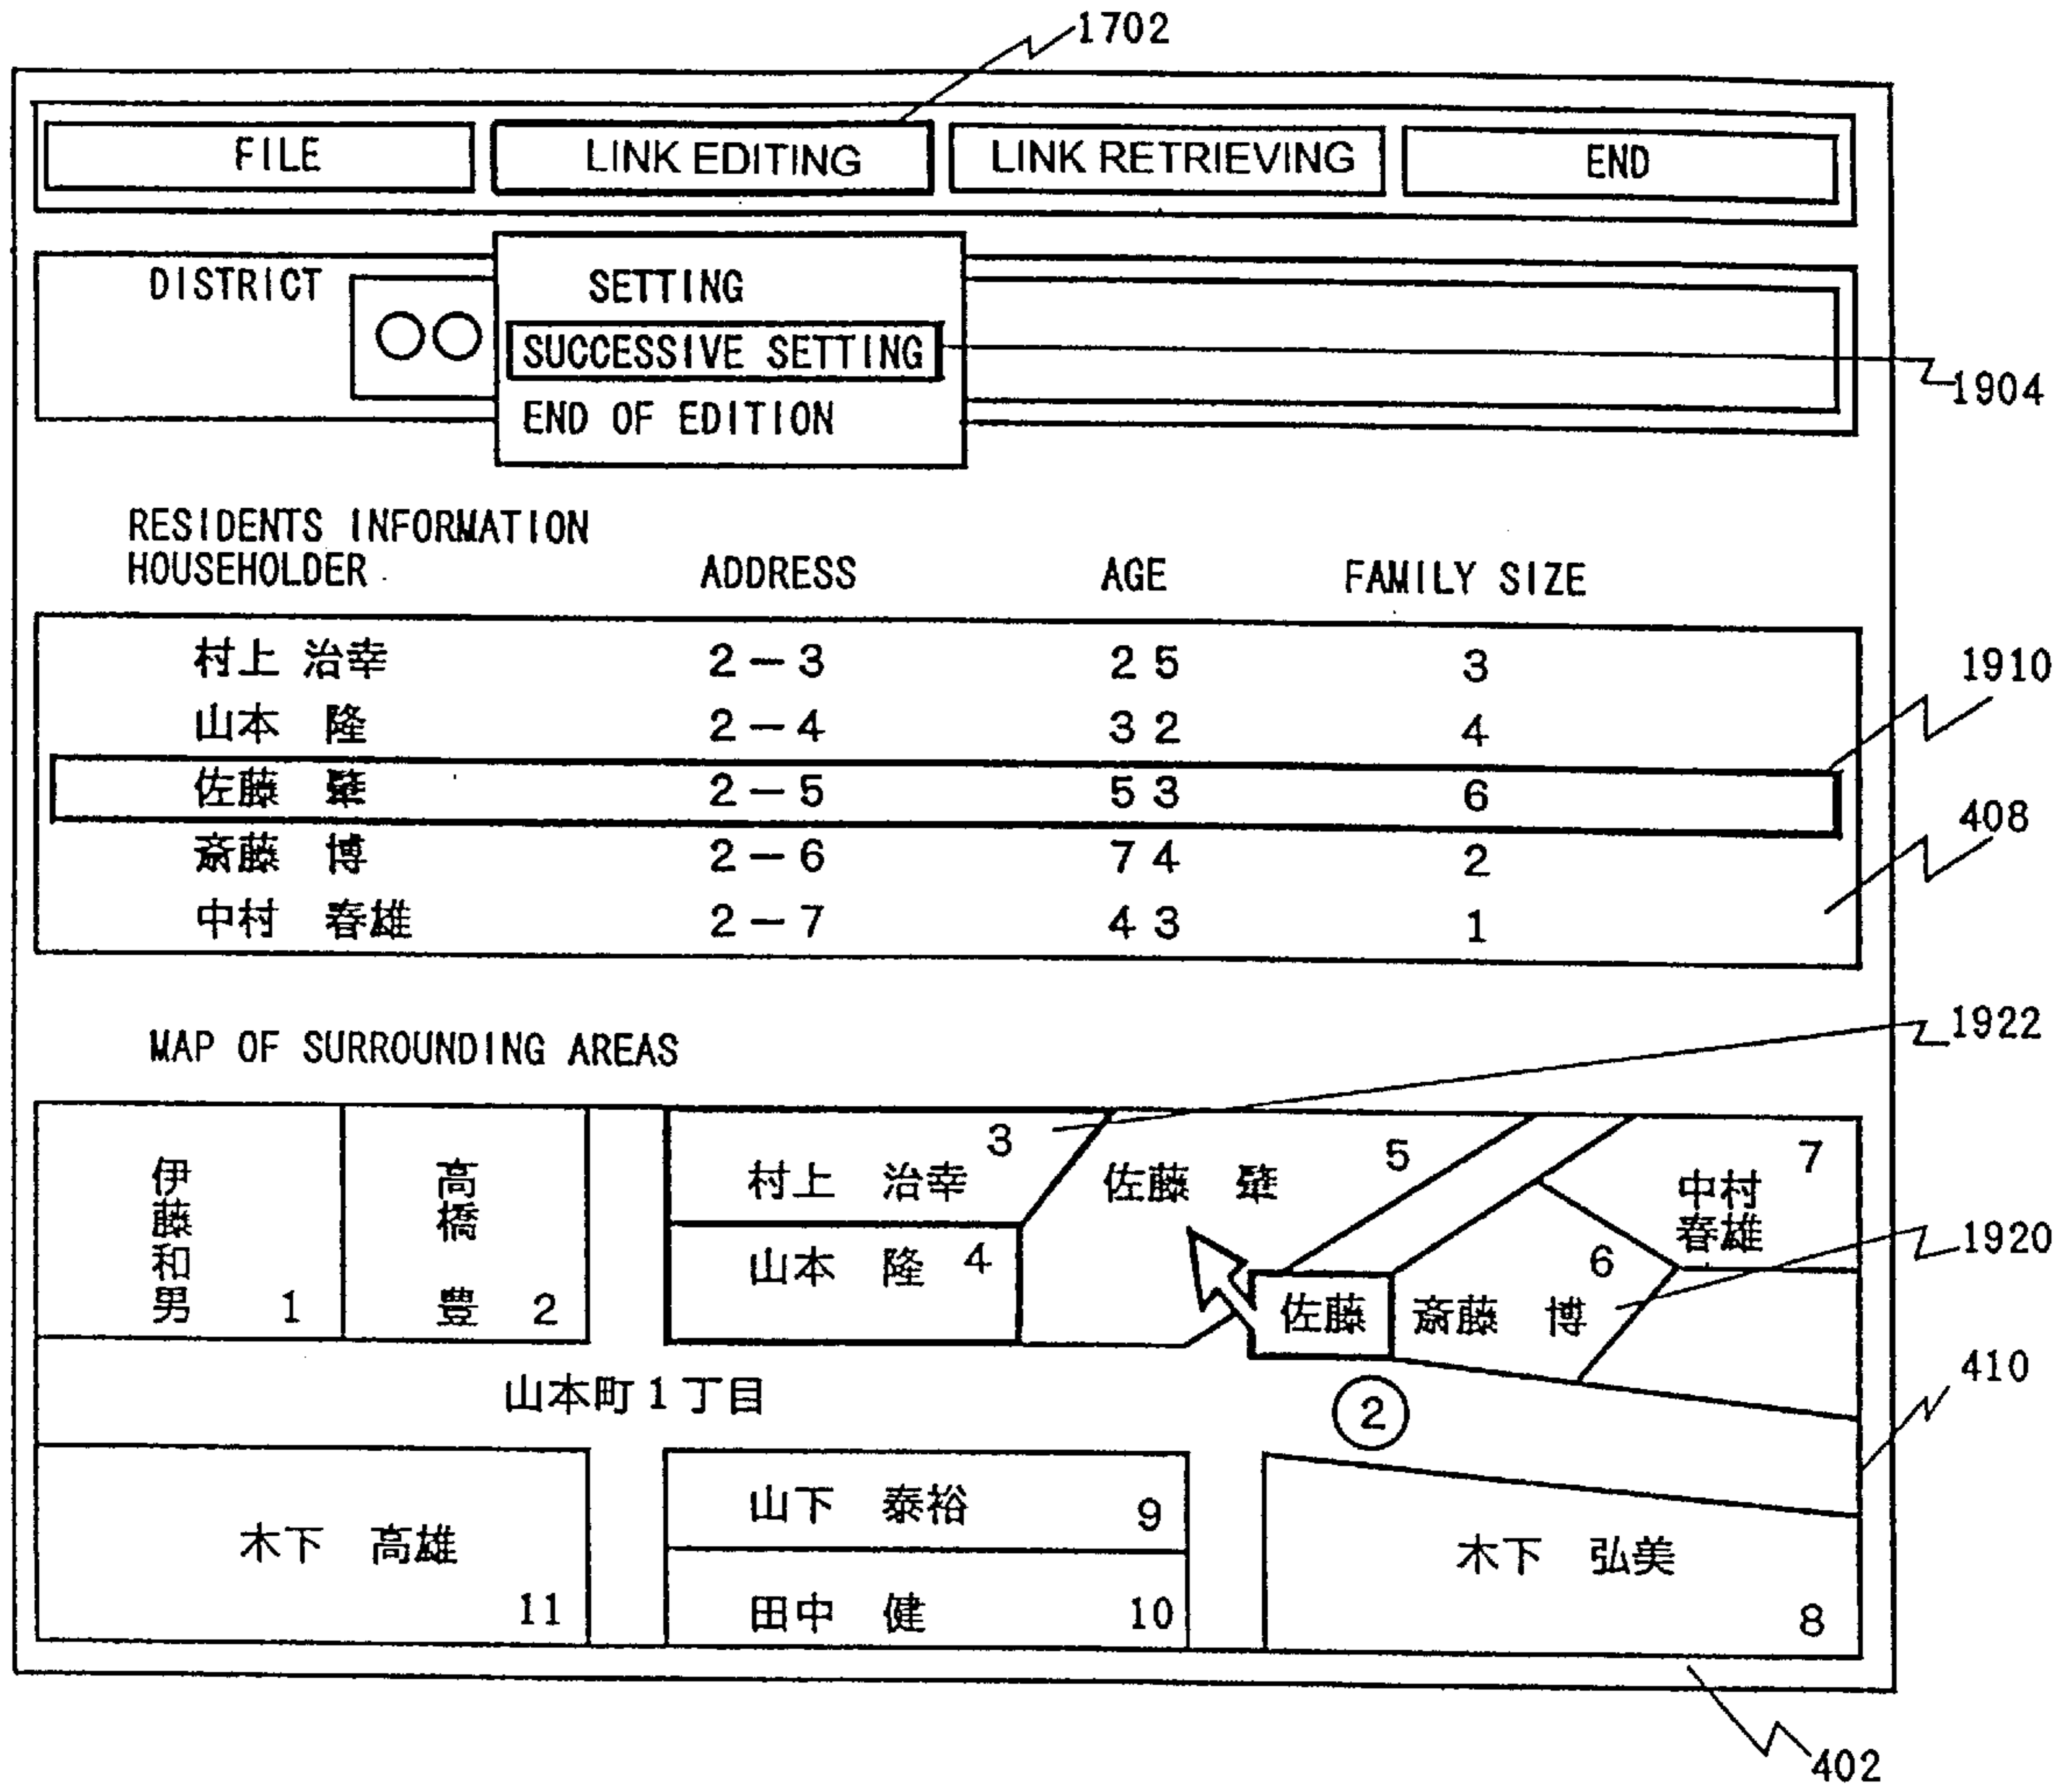 1702
FILE LINK EDITING LINK RETRIEVING END
DISTRICT
○○
SETTING
SUCCESSIVE SETTING
END OF EDITION
1904
RESIDENTS INFORMATION
HOUSEHOLDER ADDRESS AGE FAMILY SIZE
村上 治幸 2-3 25 3
山本 隆 2-4 32 4
佐藤 2-5 53 6
斎藤 博 2-6 74 2
中村 春雄 2-7 43 1
1910
408
MAP OF SURROUNDING AREAS
1922
伊藤和男 1
高橋 豊 2
村上 治幸 3
山本 隆 4
佐藤 5
佐藤
斎藤 博 6
中村
春雄 7
1920
山本町1丁目
②
410
木下 高雄 11
山下 泰裕 9
田中 健 10
木下 弘美 8
402